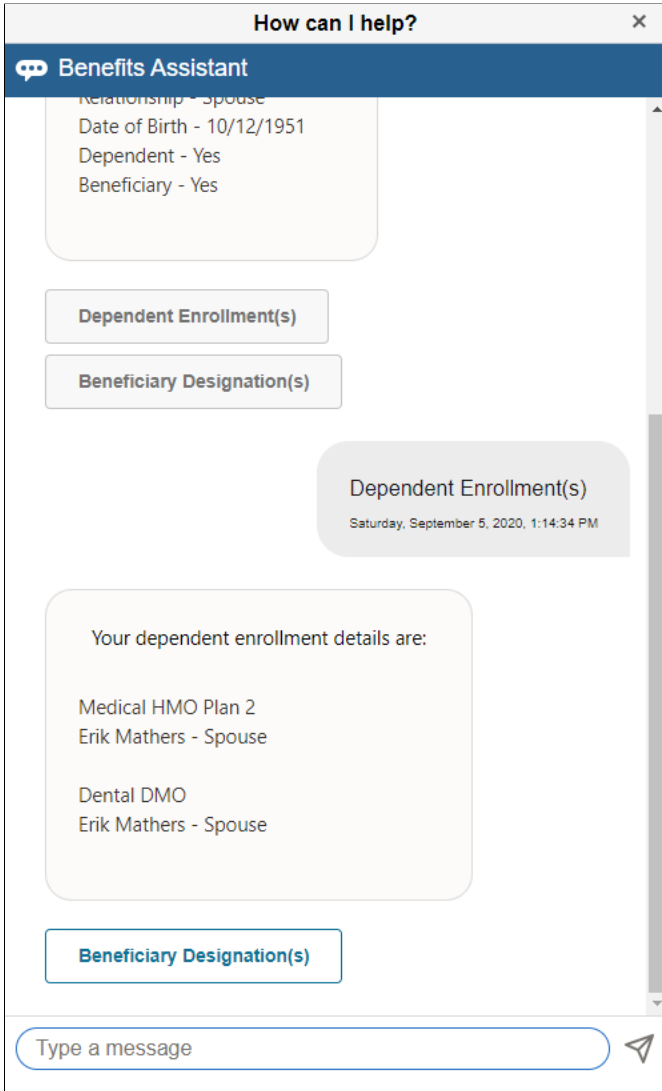 How can I help?
Benefits Assistant
Relationship - Spouse
Date of Birth - 10/12/1951
Dependent - Yes
Beneficiary - Yes
Dependent Enrollment(s)
Beneficiary Designation(s)
Dependent Enrollment(s)
Saturday, September 5, 2020, 1:14:34 PM
Your dependent enrollment details are:
Medical HMO Plan 2
Erik Mathers - Spouse
Dental DMO
Erik Mathers - Spouse
Beneficiary Designation(s)
Type a message